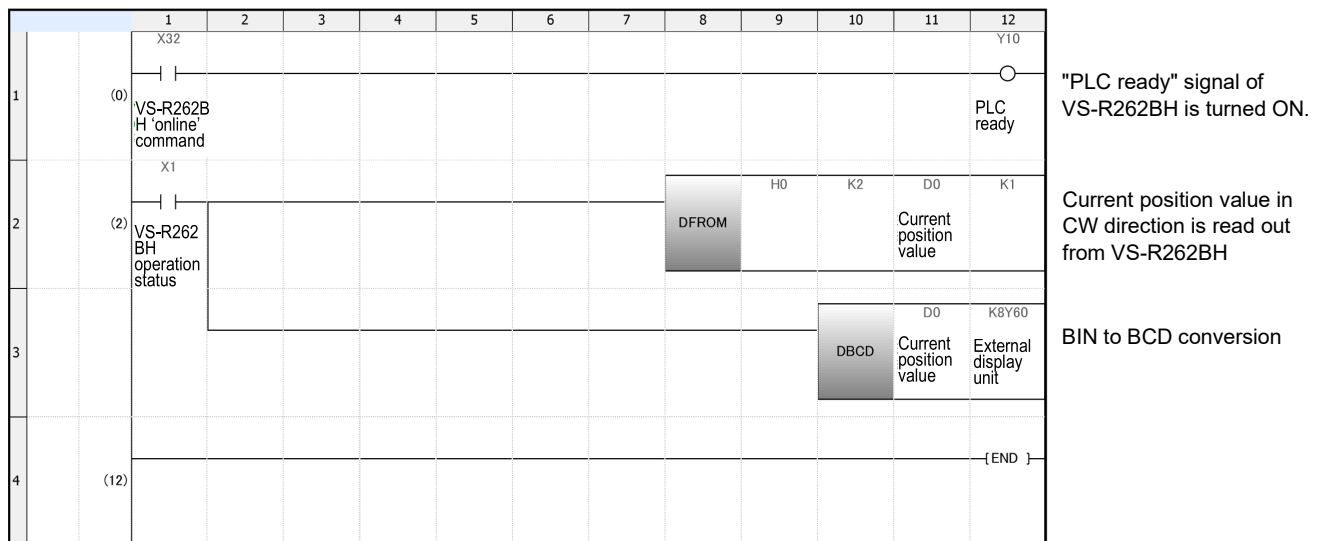 1 2 3 4 5 6 7 8 9 10 11 12
X32 Y10
1 (0)
VS-R262B
H ‘online’
command
PLC
ready
"PLC ready" signal of
VS-R262BH is turned ON.
X1
2 (2)
VS-R262
BH
operation
status
DFROM H0 K2 D0 K1
Current
position
value
Current position value in
CW direction is read out
from VS-R262BH
3
DBCD D0 K8Y60
Current
position
value
External
display
unit
BIN to BCD conversion
4 (12)
[END ]